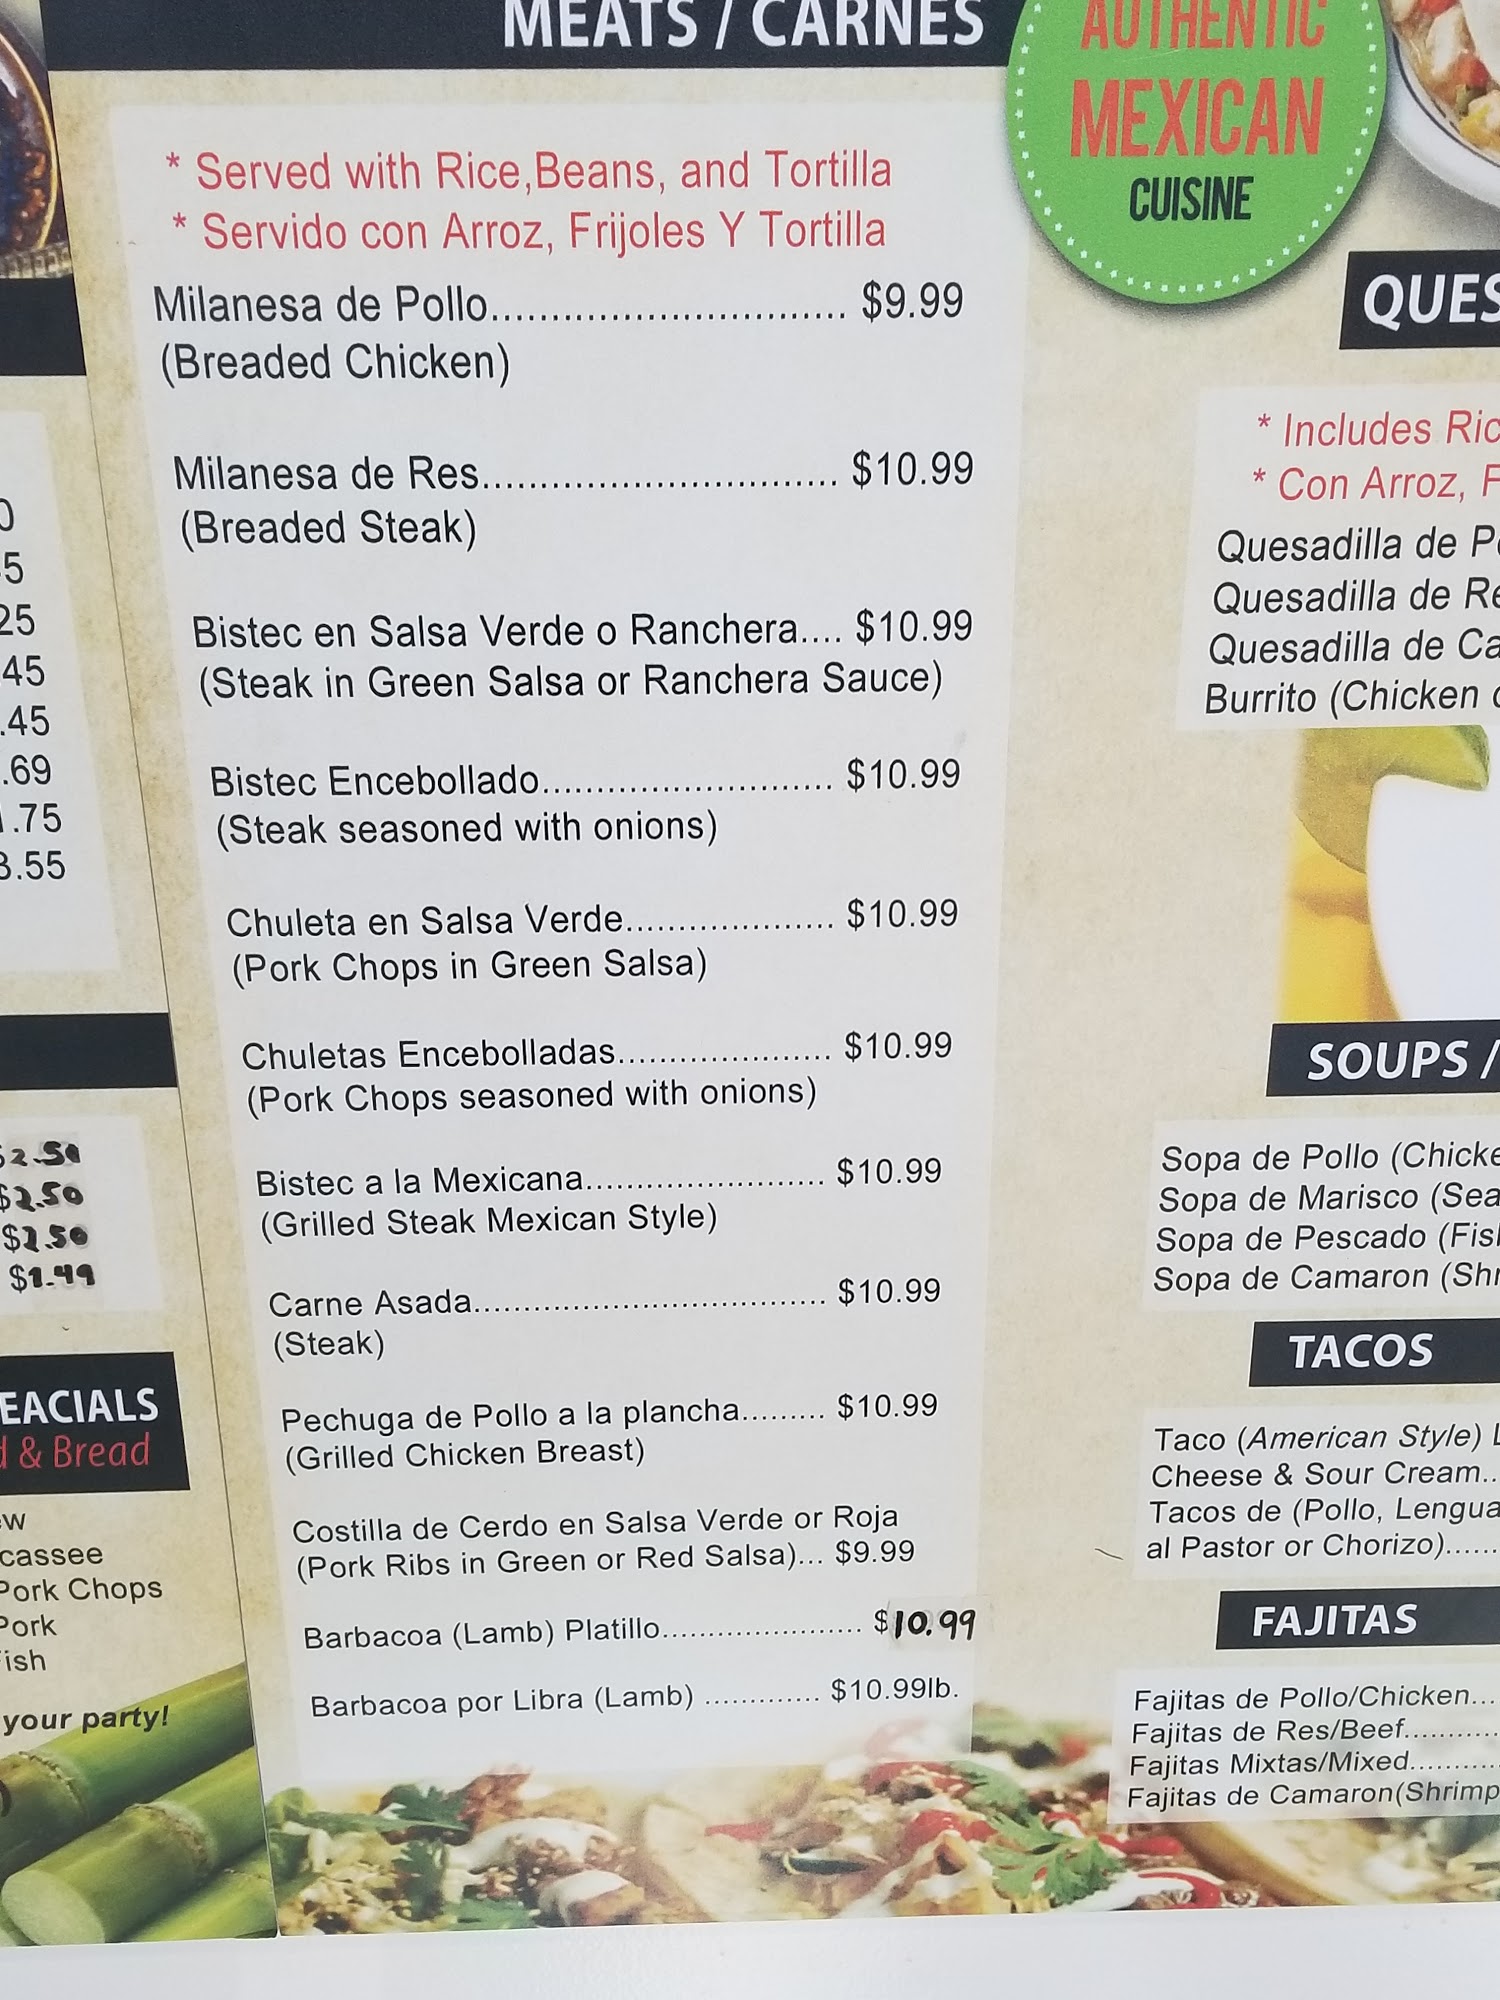 MEATS / CARNES
* Served with Rice,Beans, and Tortilla
* Servido con Arroz, Frijoles Y Tortilla
Milanesa de Pollo............................. $9.99
(Breaded Chicken)
Milanesa de Res............................... $10.99
(Breaded Steak)
Bistec en Salsa Verde o Ranchera.... $10.99
(Steak in Green Salsa or Ranchera Sauce)
Bistec Encebollado........................... $10.99
(Steak seasoned with onions)
Chuleta en Salsa Verde.................... $10.99
(Pork Chops in Green Salsa)
Chuletas Encebolladas..................... $10.99
(Pork Chops seasoned with onions)
Bistec a la Mexicana........................ $10.99
(Grilled Steak Mexican Style)
Carne Asada.................................... $10.99
(Steak)
Pechuga de Pollo a la plancha......... $10.99
(Grilled Chicken Breast)
Costilla de Cerdo en Salsa Verde or Roja
(Pork Ribs in Green or Red Salsa)... $9.99
Barbacoa (Lamb) Platillo...................... $10.99
Barbacoa por Libra (Lamb) ............. $10.99lb.
AUTHENTIC
MEXICAN
CUISINE
* Includes
* Con Arroz,
Quesadilla de
Quesadilla de
Quesadilla de
Burrito (Chicken
SOUPS /
Sopa de Pollo
Sopa de Marisco
Sopa de Pescado
Sopa de Camaron
TACOS
Taco (American Style)
Cheese & Sour Cream..
Tacos de (Pollo, Lengua
al Pastor or Chorizo)......
FAJITAS
Fajitas de Pollo/Chicken...
Fajitas de Res/Beef...........
Fajitas Mixtas/Mixed..........
Fajitas de Camaron(Shrimp
25
45
.45
.69
.75
.55
2.50
$2.50
$2.50
$1.49
& Bread
Pork Chops
Pork
your party!